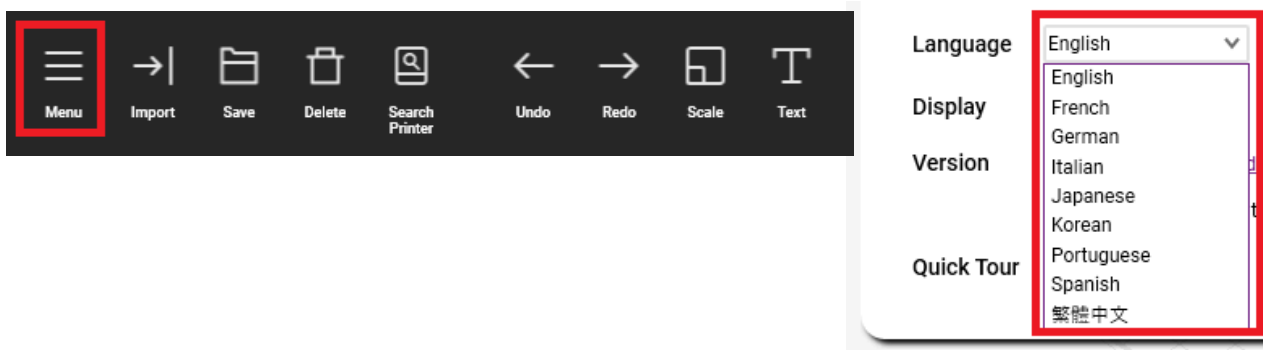 Menu
Import
Save
Delete
Search
Printer
Undo
Redo
Scale
Text
Language
English
English
French
German
Italian
Japanese
Korean
Portuguese
Spanish
繁體中文
Display
Version
Quick Tour